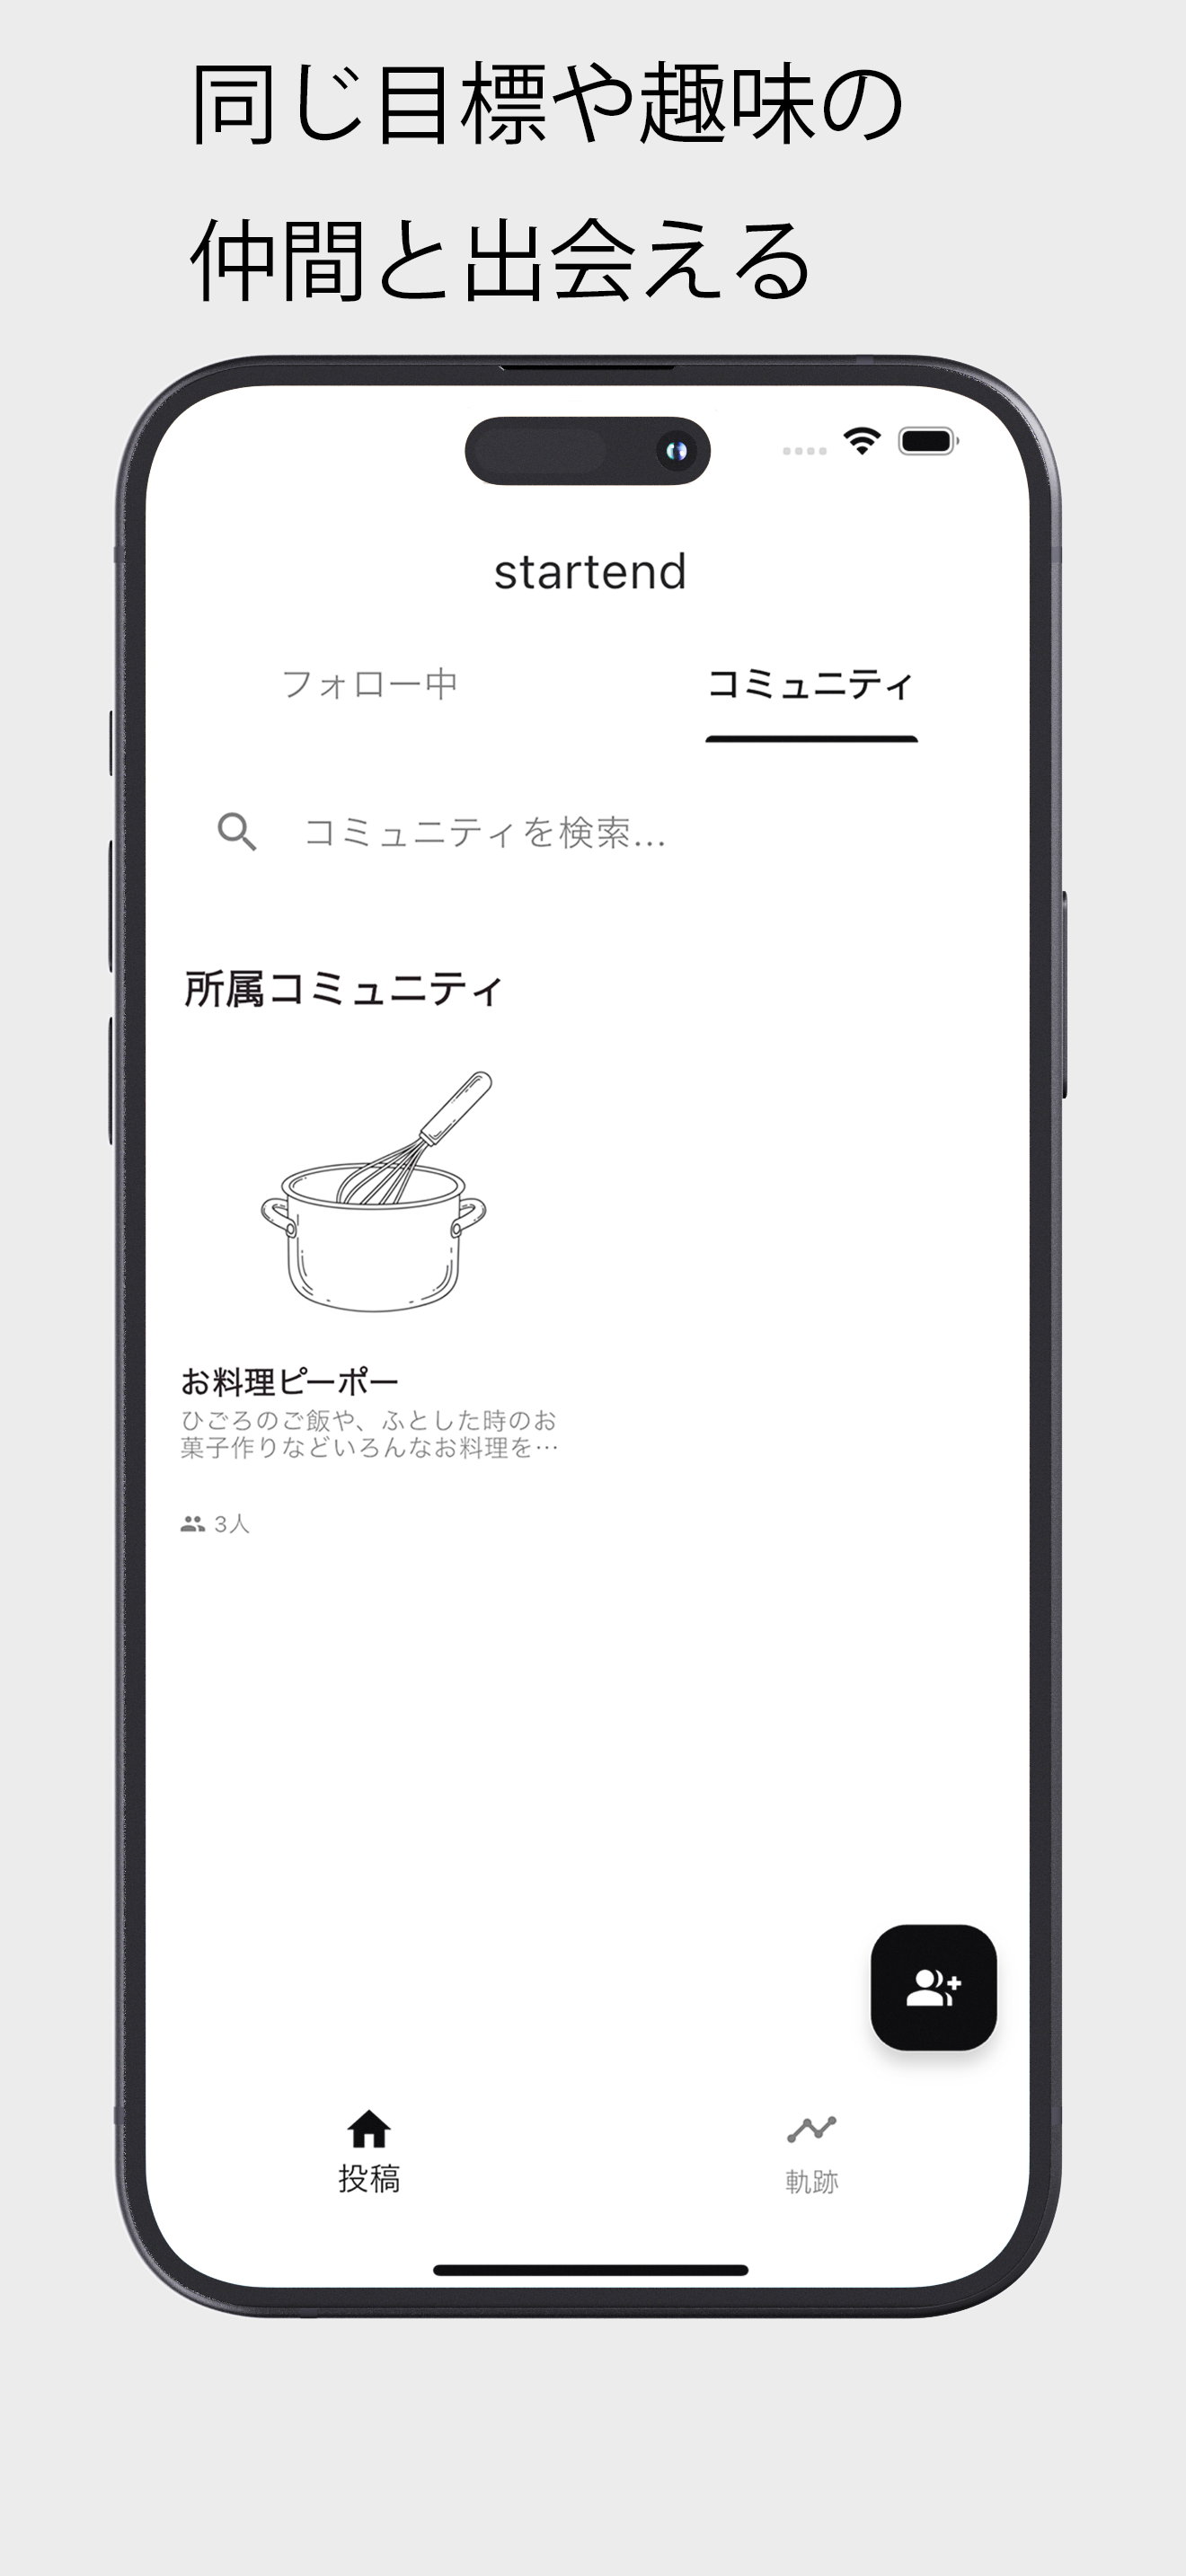 同じ目標や趣味の
仲間と出会える
startend
フォロー中
コミュニティ
コミュニティを検索...
所属コミュニティ
お料理ピーポー
ひごろのご飯や、ふとした時のお
菓子作りなどいろんなお料理を…
3人
投稿
軌跡